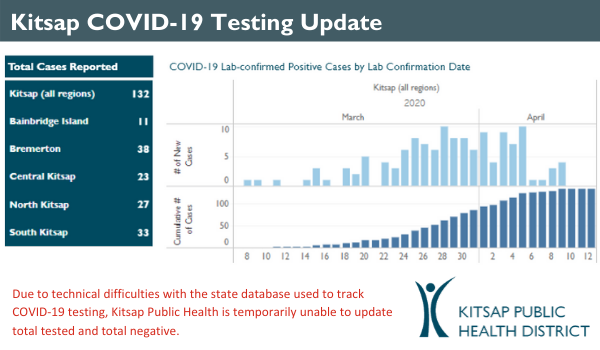 Kitsap COVID-19 Testing Update
Total Cases Reported
Kitsap (all regions) 132
Bainbridge Island 11
Bremerton 38
Central Kitsap 23
North Kitsap 27
South Kitsap 33
COVID-19 Lab-confirmed Positive Cases by Lab Confirmation Date
Kitsap (all regions)
2020
March April
# of New
Cases
10
5
0
Cumulative #
of Cases
100
50
0
8 10 12 14 16 18 20 22 24 26 28 30 2 4 6 8 10 12
Due to technical difficulties with the state database used to track
COVID-19 testing, Kitsap Public Health is temporarily unable to update
total tested and total negative.
KITSAP PUBLIC
HEALTH DISTRICT